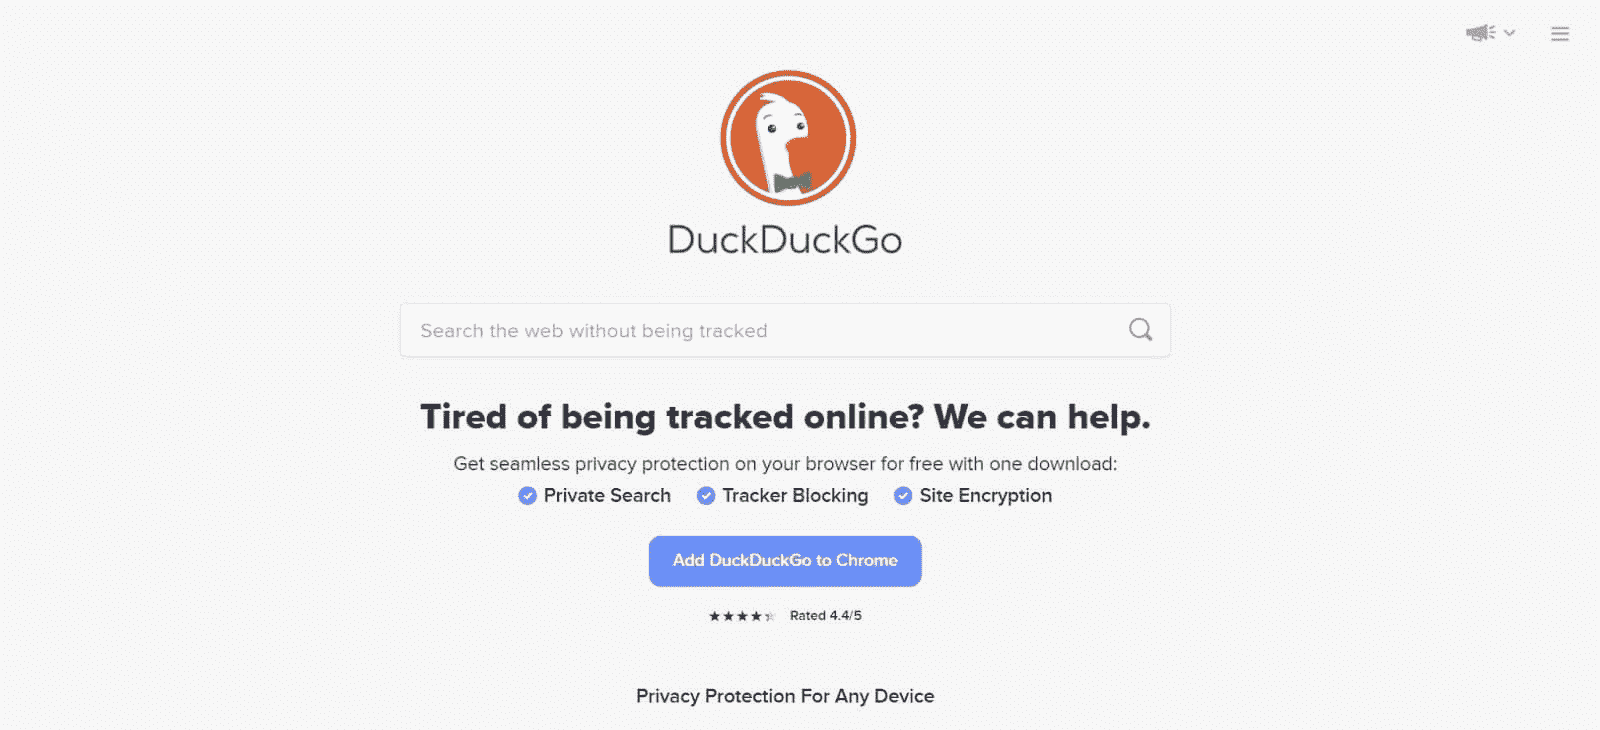 DuckDuckGo
Search the web without being tracked
Tired of being tracked online? We can help.
Get seamless privacy protection on your browser for free with one download:
Private Search Tracker Blocking Site Encryption
Add DuckDuckGo to Chrome
Rated 4.4/5
Privacy Protection For Any Device